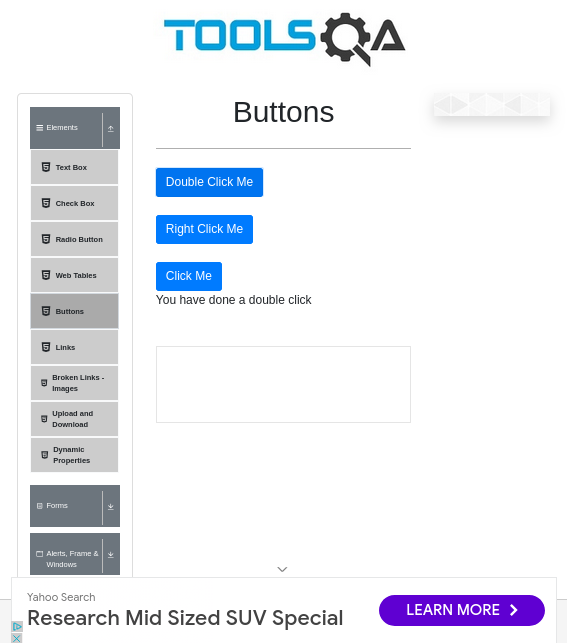 TOOLSQA
Buttons
Elements
Text Box
Check Box
Radio Button
Web Tables
Buttons
Links
Broken Links -
Images
Upload and
Download
Dynamic
Properties
Forms
Alerts, Frame &
Windows
Double Click Me
Right Click Me
Click Me
You have done a double click
Yahoo Search
Research Mid Sized SUV Special
LEARN MORE